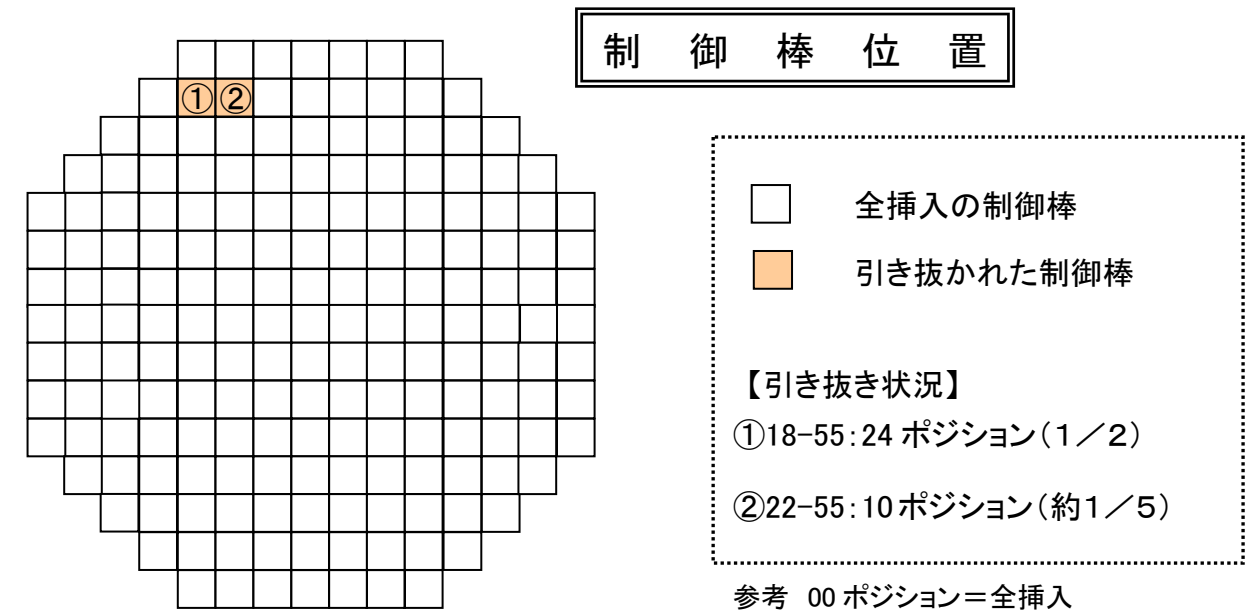 制 御 棒 位 置
①②
全挿入の制御棒
引き抜かれた制御棒
【引き抜き状況】
①18-55:24 ポジション(1/2)
②22-55:10 ポジション(約1/5)
参考 00 ポジション=全挿入